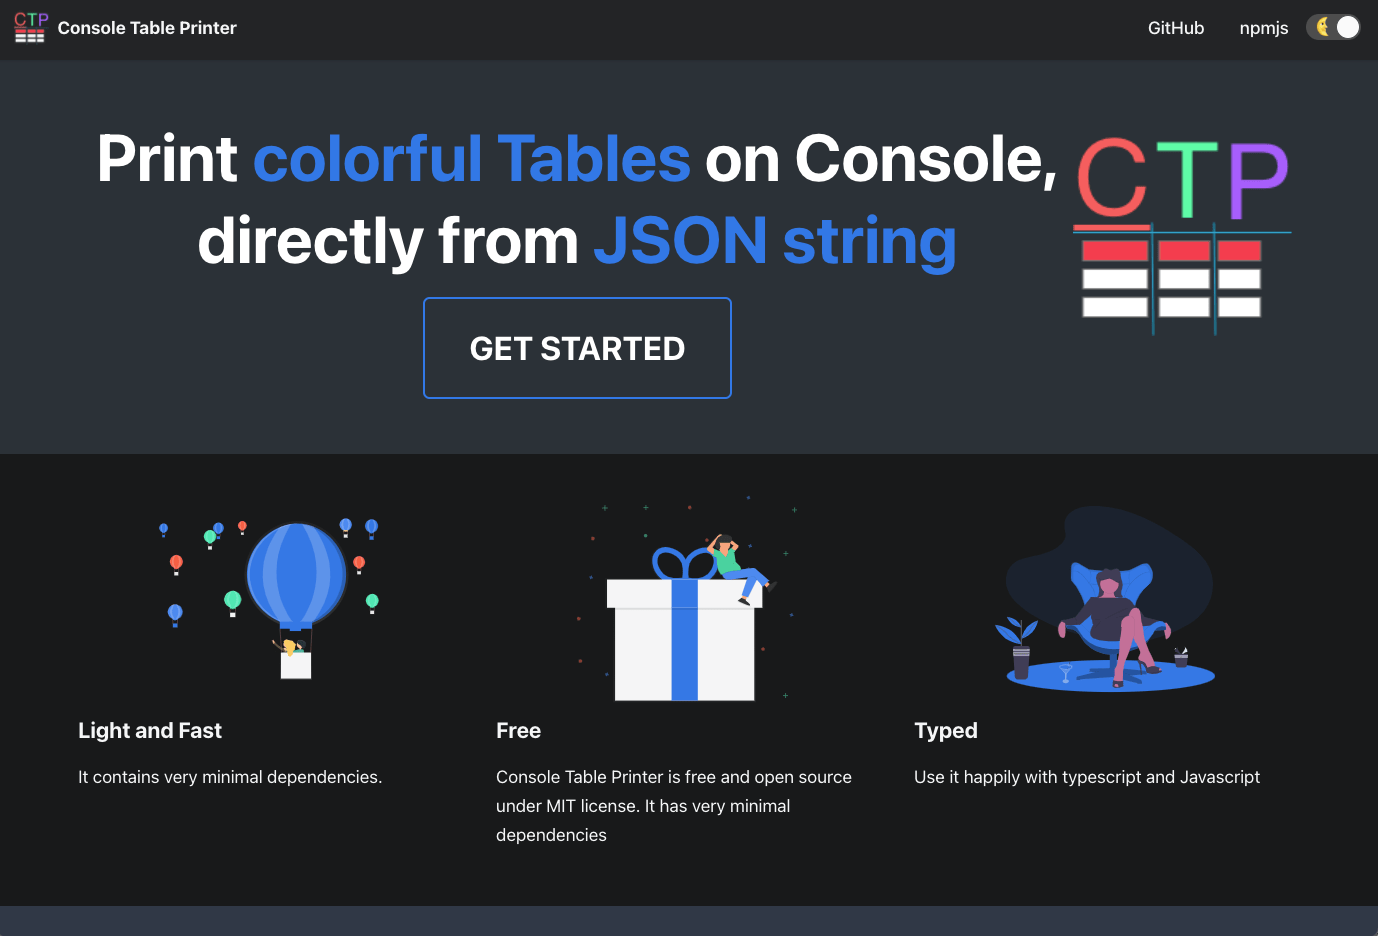 CTP
Console Table Printer
GitHub
npmjs
Print colorful Tables on Console,
directly from JSON string
CTP
GET STARTED
Light and Fast
It contains very minimal dependencies.
Free
Console Table Printer is free and open source
under MIT license. It has very minimal
dependencies
Typed
Use it happily with typescript and Javascript